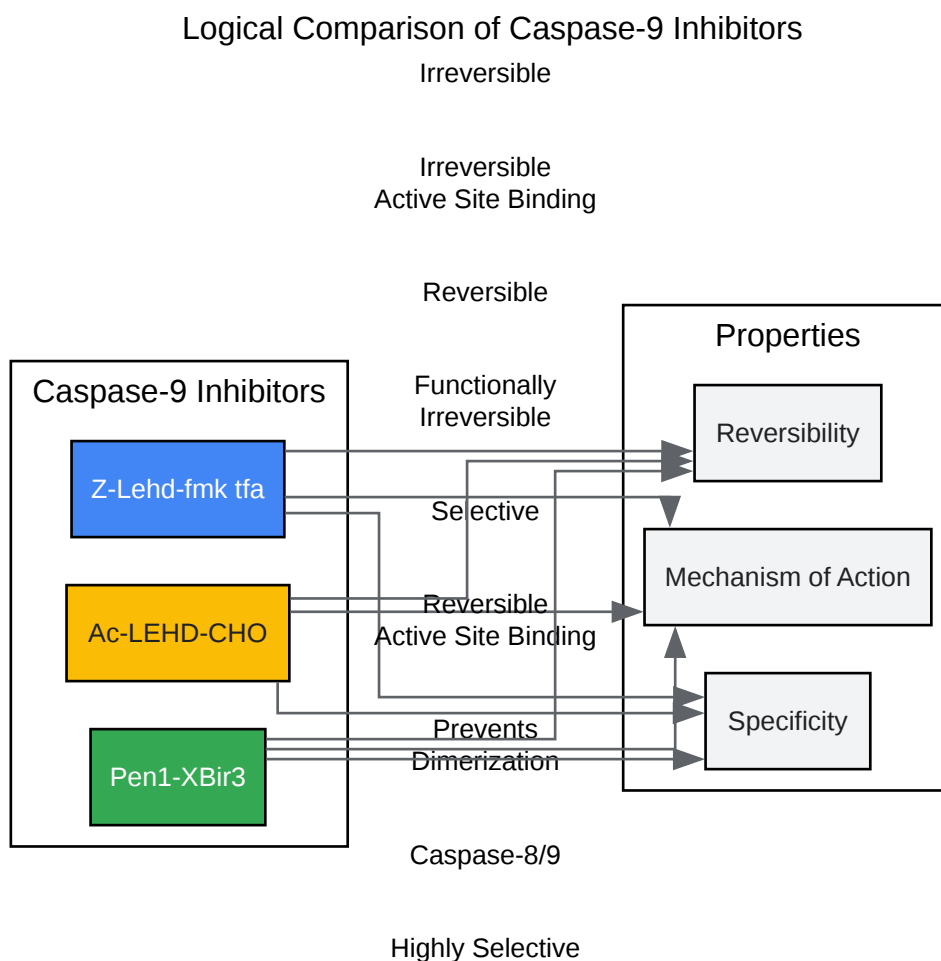 Logical Comparison of Caspase-9 Inhibitors
Irreversible
Irreversible
Active Site Binding
Reversible
Properties
Caspase-9 Inhibitors
Functionally
Irreversible
Reversibility
Z-Lehd-fmk tfa
Selective
Mechanism of Action
Ac-LEHD-CHO
Reversible
Active Site Binding
Specificity
Prevents
Dimerization
Pen1-XBir3
Caspase-8/9
Highly Selective